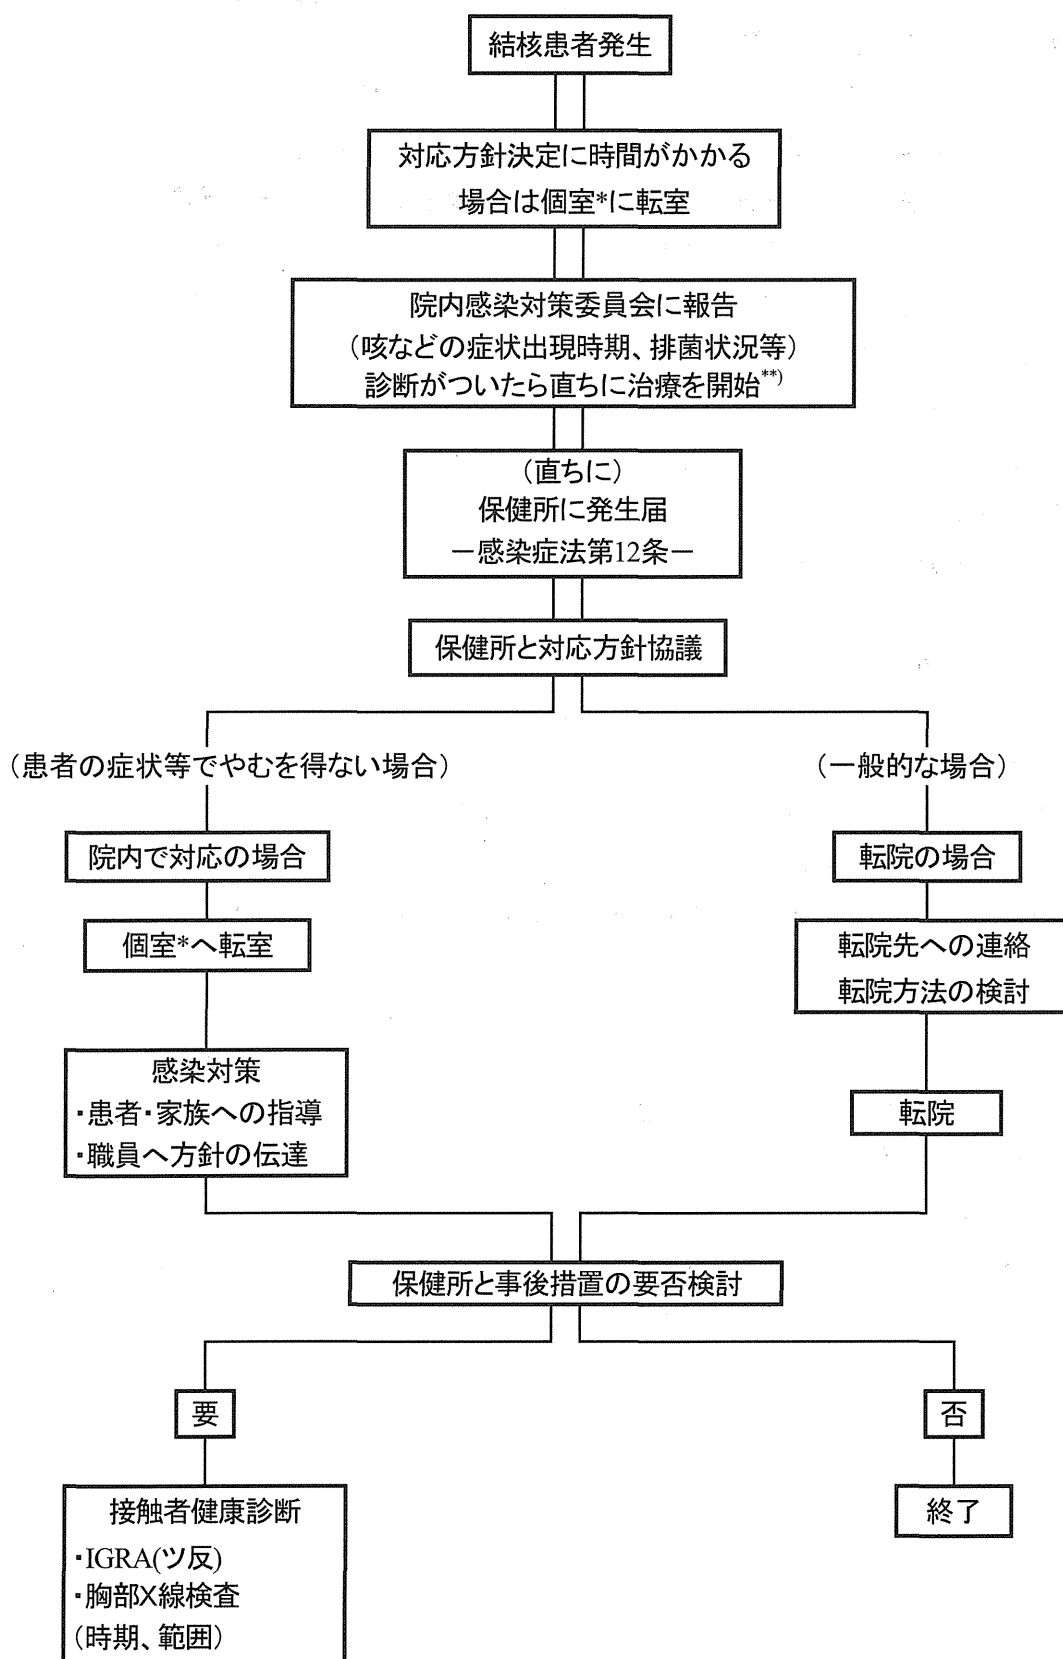 結核患者発生
対応方針決定に時間がかかる
場合は個室*に転室
院内感染対策委員会に報告
（咳などの症状出現時期、排菌状況等）
診断がついたら直ちに治療を開始**)
（直ちに）
保健所に発生届
－感染症法第12条－
保健所と対応方針協議
（患者の症状等でやむを得ない場合）
院内で対応の場合
個室*へ転室
感染対策
・患者・家族への指導
・職員へ方針の伝達
（一般的な場合）
転院の場合
転院先への連絡
転院方法の検討
転院
保健所と事後措置の要否検討
要
接触者健康診断
・IGRA(ツ反)
・胸部X線検査
（時期、範囲）
否
終了